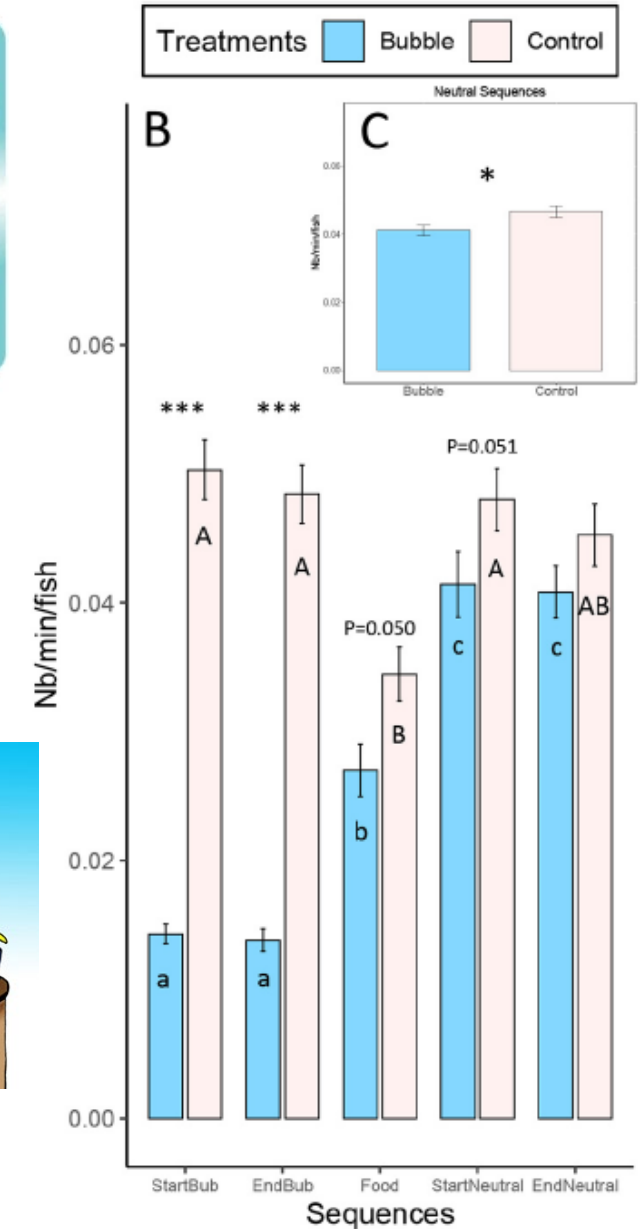 Treatments Bubble Control
B
C
Neutral Sequences
*
Nb/min/fish
0.06
0.04
0.02
0.00
Bubble Control
Nb/min/fish
0.06
0.04
0.02
0.00
*** ***
P=0.050
P=0.051
a A
a A
b B
c A
c AB
StartBub EndBub Food StartNeutral EndNeutral
Sequences